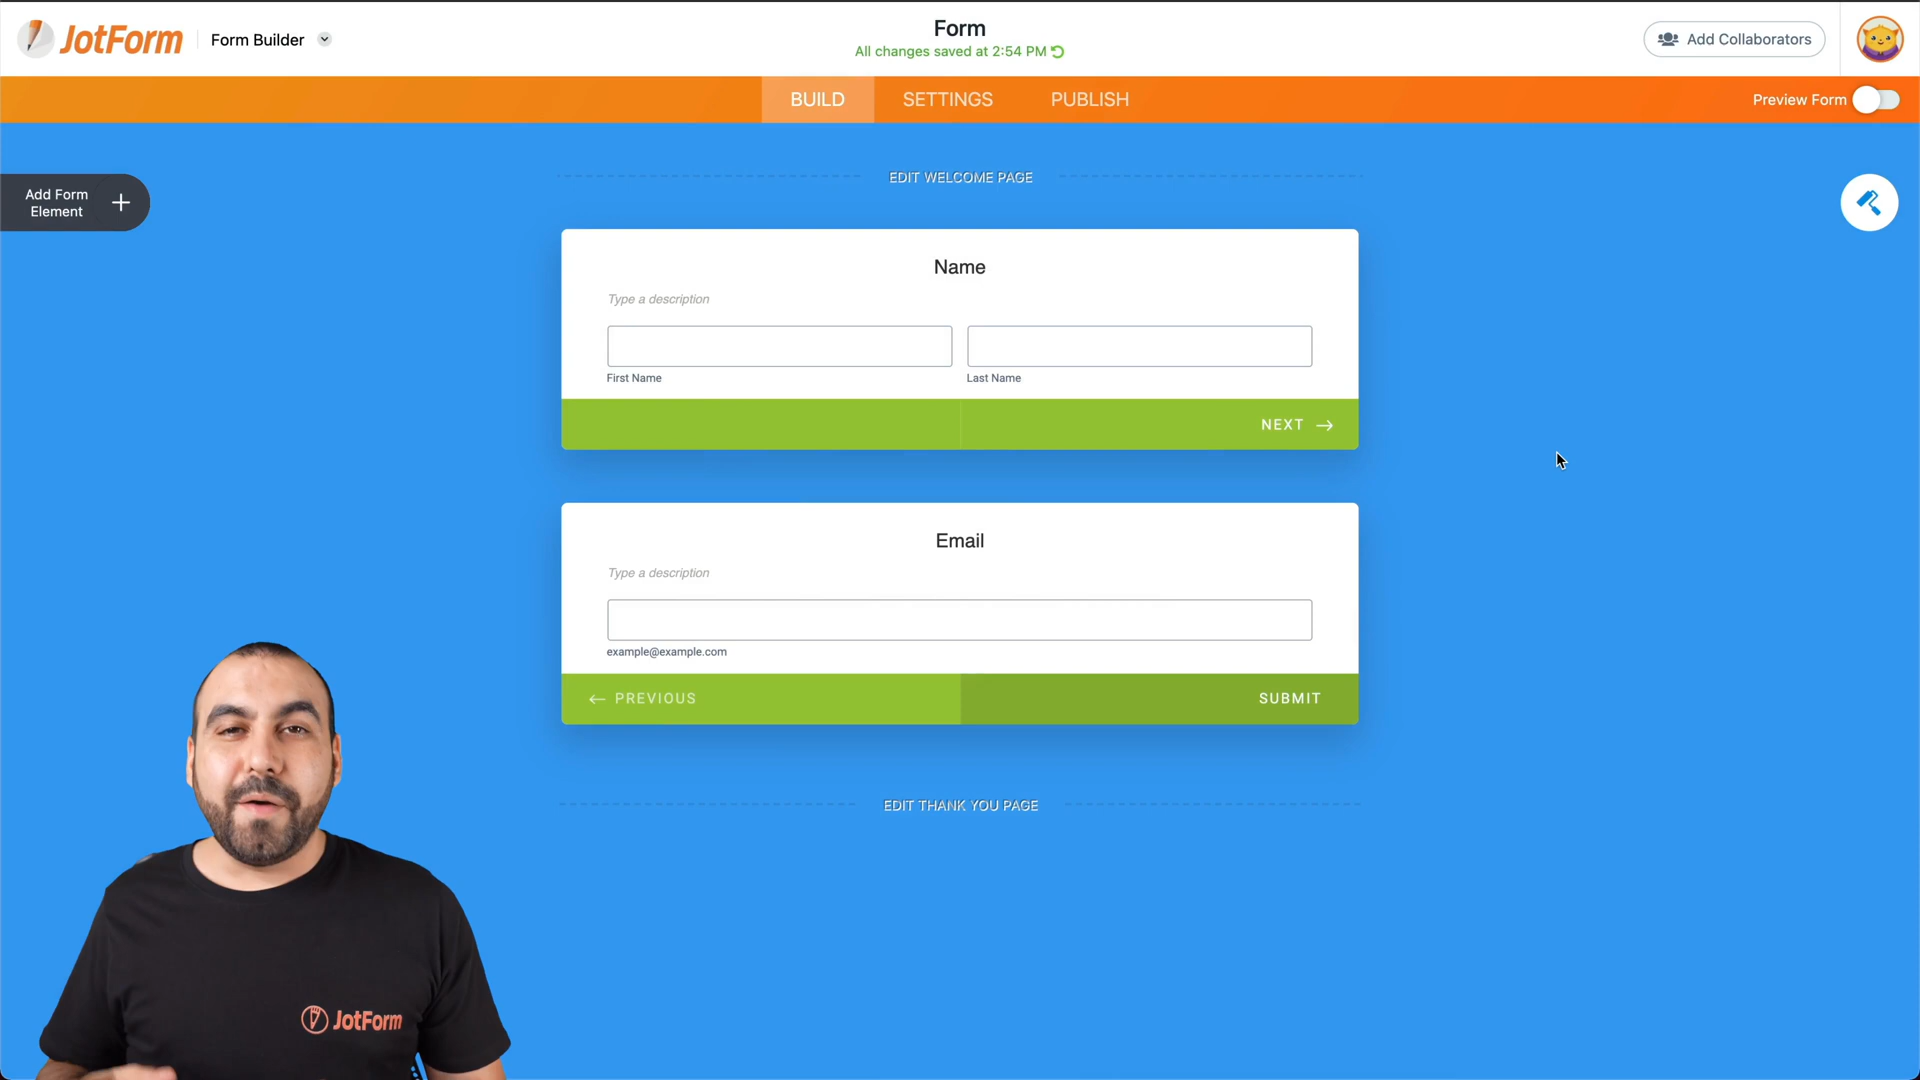 JotForm
Form Builder
Form
All changes saved at 2:54 PM
Add Collaborators
BUILD
SETTINGS
PUBLISH
Preview Form
Add Form
Element
EDIT WELCOME PAGE
Name
Type a description
First Name
Last Name
NEXT
Email
Type a description
example@example.com
PREVIOUS
SUBMIT
EDIT THANK YOU PAGE
JotForm